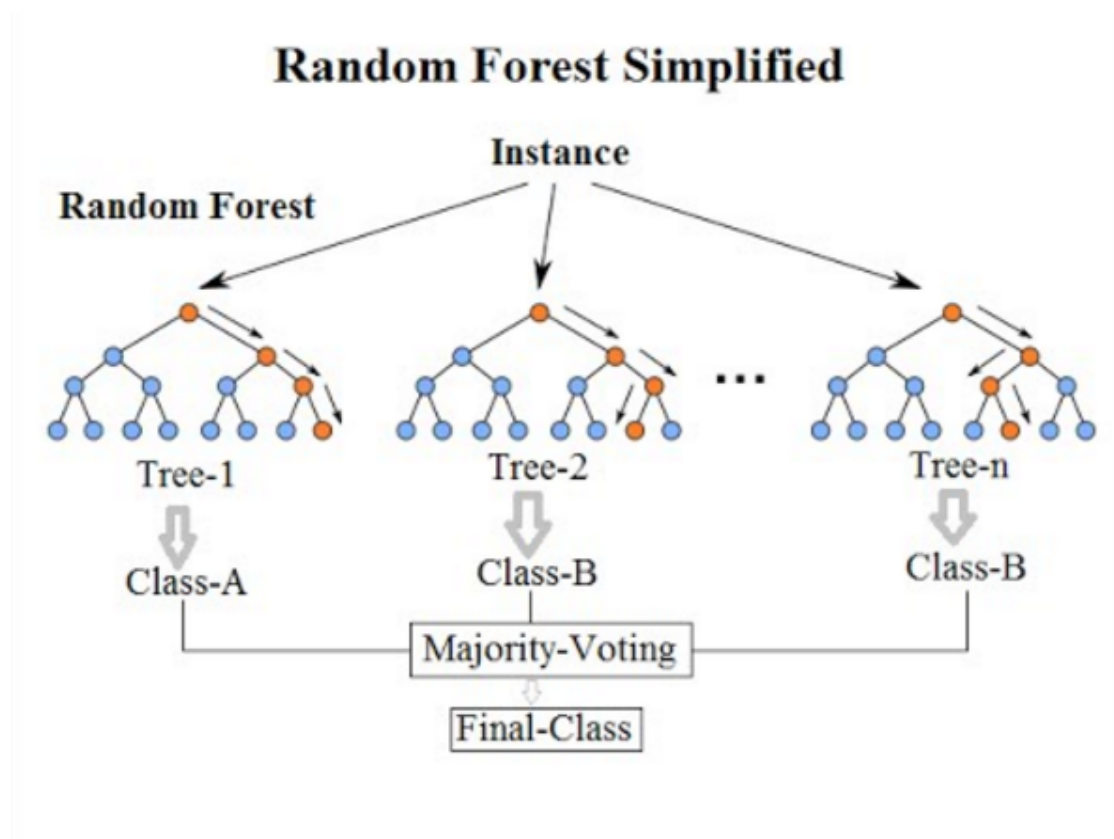 Random Forest Simplified
Instance
Random Forest
...
Tree-1
Tree-2
Tree-n
Class-A
Class-B
Class-B
Majority-Voting
Final-Class